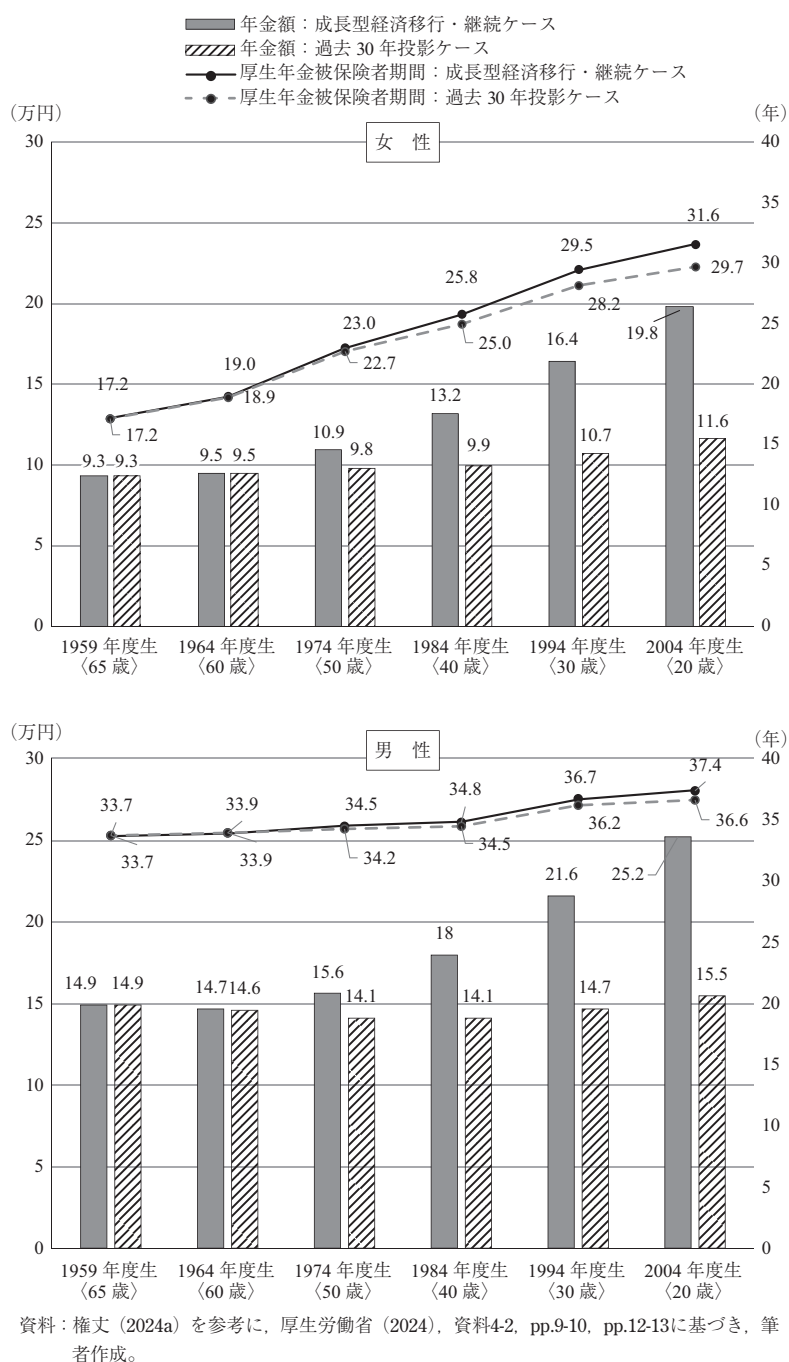 年金額：成長型経済移行・継続ケース
年金額：過去 30 年投影ケース
厚生年金被保険者期間：成長型経済移行・継続ケース
厚生年金被保険者期間：過去 30 年投影ケース
（万円）
（年）
女 性
30
25
20
15
10
5
0
40
35
30
25
20
15
10
5
0
17.2
19.0
23.0
25.8
29.5
31.6
17.2
18.9
22.7
25.0
28.2
29.7
9.3
9.3
9.5
9.5
10.9
9.8
13.2
9.9
16.4
10.7
19.8
11.6
1959 年度生
〈65 歳〉
1964 年度生
〈60 歳〉
1974 年度生
〈50 歳〉
1984 年度生
〈40 歳〉
1994 年度生
〈30 歳〉
2004 年度生
〈20 歳〉
（万円）
（年）
男 性
30
25
20
15
10
5
0
40
35
30
25
20
15
10
5
0
33.7
33.9
34.5
34.8
36.7
37.4
33.7
33.9
34.2
34.5
36.2
36.6
14.9
14.9
14.7
14.6
15.6
14.1
18
14.1
21.6
14.7
25.2
15.5
1959 年度生
〈65 歳〉
1964 年度生
〈60 歳〉
1974 年度生
〈50 歳〉
1984 年度生
〈40 歳〉
1994 年度生
〈30 歳〉
2004 年度生
〈20 歳〉
資料：権丈（2024a）を参考に，厚生労働省（2024），資料4-2，pp.9-10，pp.12-13に基づき，筆
者作成。